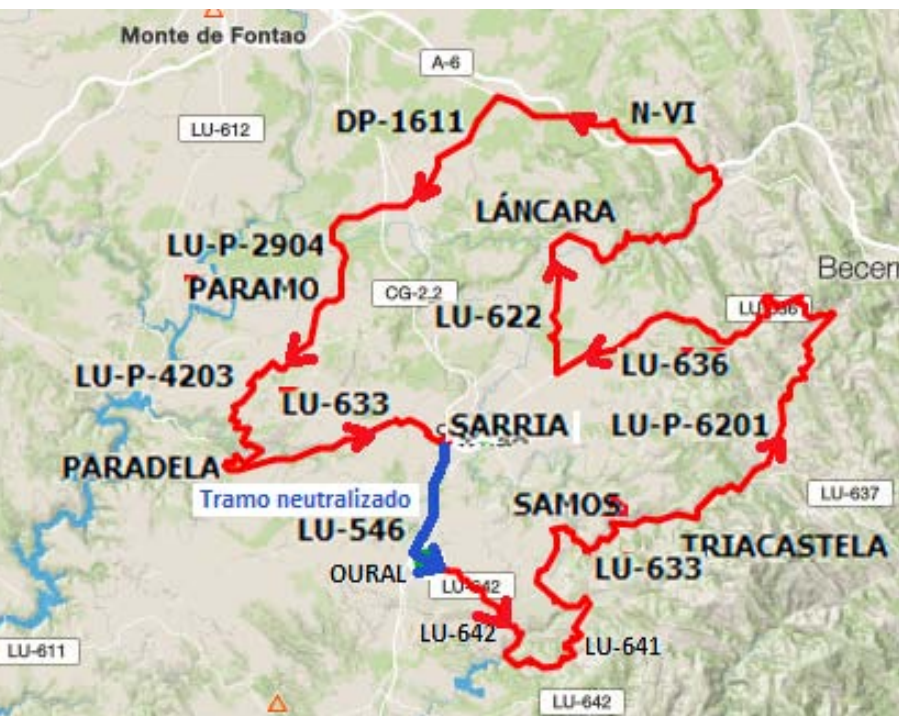 Monte de Fontao
A-6
N-VI
DP-1611
LU-612
LÁNCARA
LU-P-2904
Becerr
PARAMO
CG-2.2
LU-636
LU-622
LU-636
LU-P-4203
LU-633
SARRIA
LU-P-6201
PARADELA
Tramo neutralizado
LU-637
SAMOS
LU-546
TRIACASTELA
OURAL
LU-633
LU-642
LU-642
LU-641
LU-611
LU-642